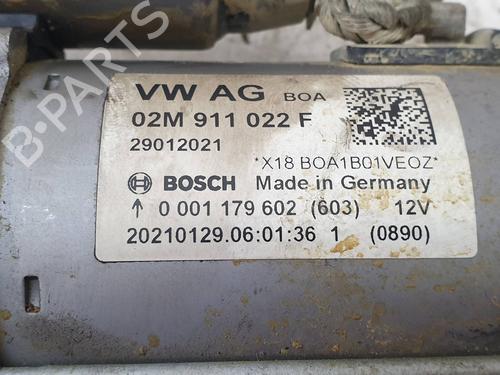 VW AG BOA
02M 911 022 F
29012021
*X18 BOA1B01VEOZ*
BOSCH Made in Germany
↑ 0 001 179 602 (603) 12V
20210129.06:01:36 1 (0890)